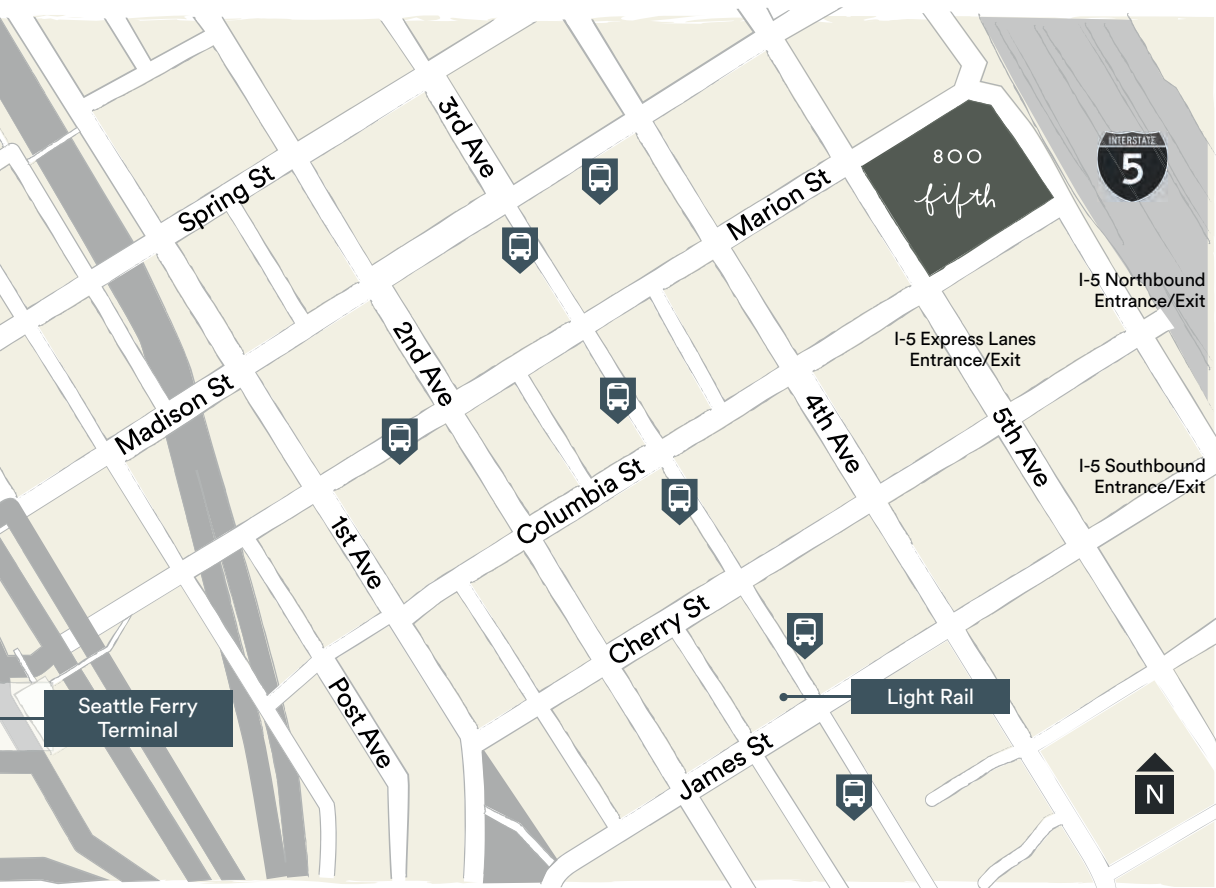 3rd Ave
Spring St
Marion St
800
fifth
INTERSTATE
5
I-5 Northbound
Entrance/Exit
2nd Ave
I-5 Express Lanes
Entrance/Exit
Madison St
4th Ave
5th Ave
I-5 Southbound
Entrance/Exit
Columbia St
1st Ave
Cherry St
Post Ave
Seattle Ferry
Terminal
Light Rail
James St
N